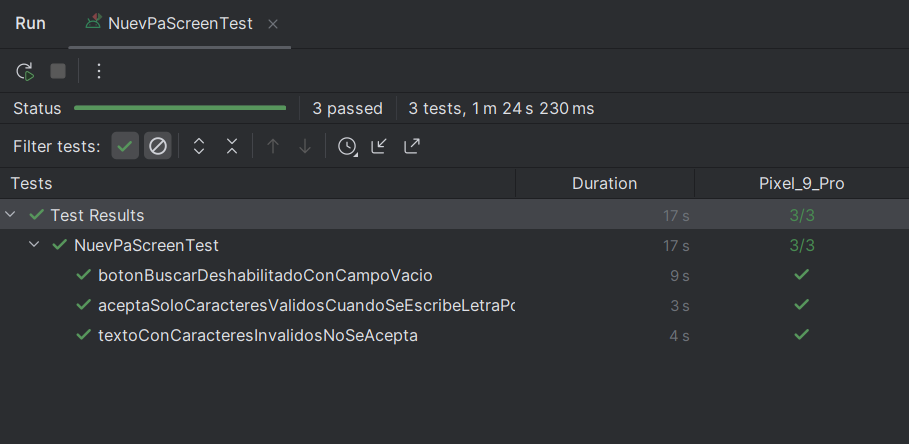 Run NuevPaScreenTest
Status 3 passed 3 tests, 1 m 24 s 230 ms
Filter tests:
Tests Duration Pixel_9_Pro
Test Results 17 s 3/3
NuevPaScreenTest 17 s 3/3
botonBuscarDeshabilitadoConCampoVacio 9 s
aceptaSoloCaracteresValidosCuandoSeEscribeLetraPo 3 s
textoConCaracteresInvalidosNoSeAcepta 4 s